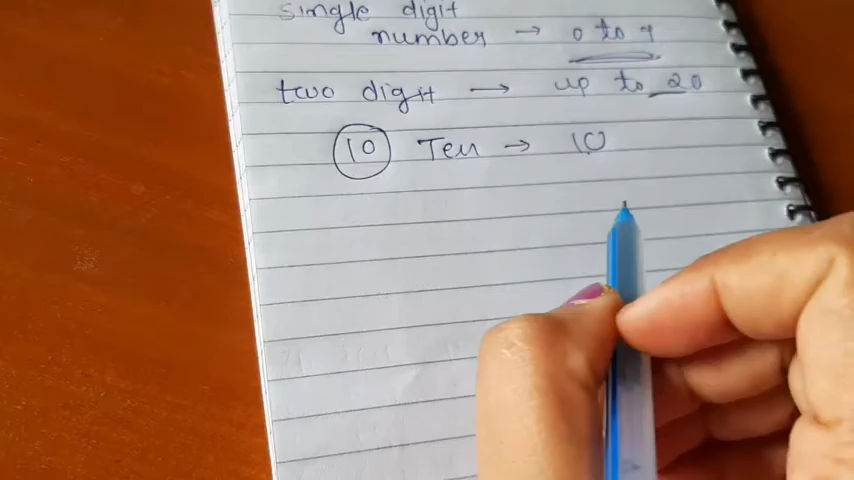 single digit
number → 0 to 9
two digit → up to 20
10 Ten → 10